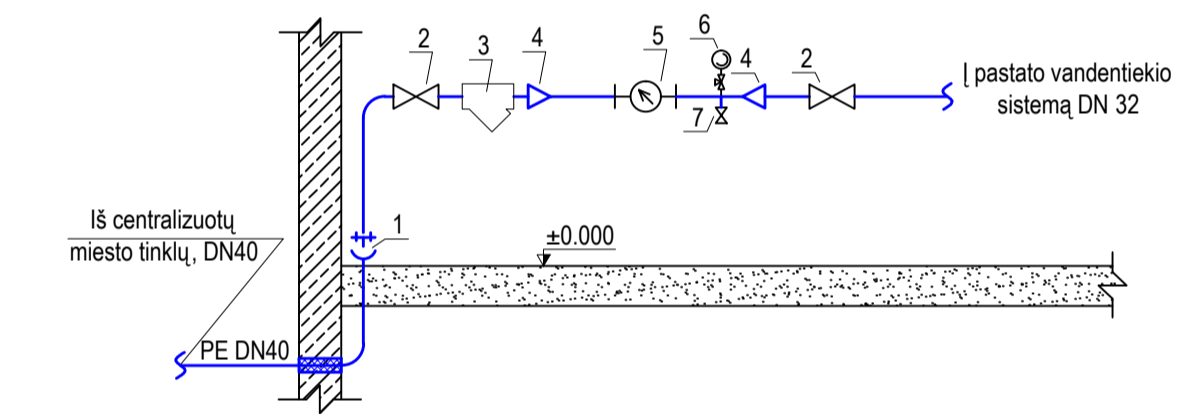 2
3
4
5
6
4
2
7
Į pastato vandentiekio
sistemą DN 32
Iš centralizuotų
miesto tinklų, DN40
1
±0.000
PE DN40